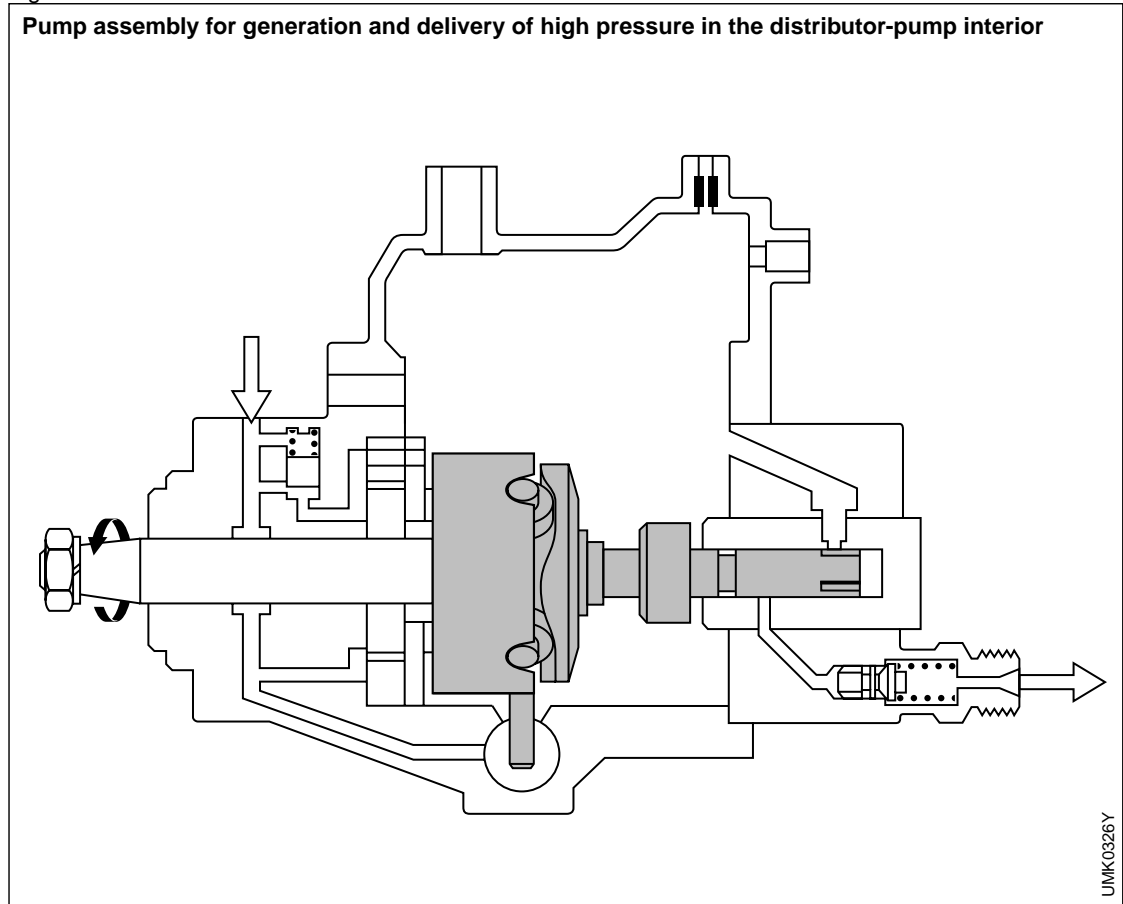 Pump assembly for generation and delivery of high pressure in the distributor-pump interior
UMK0326Y